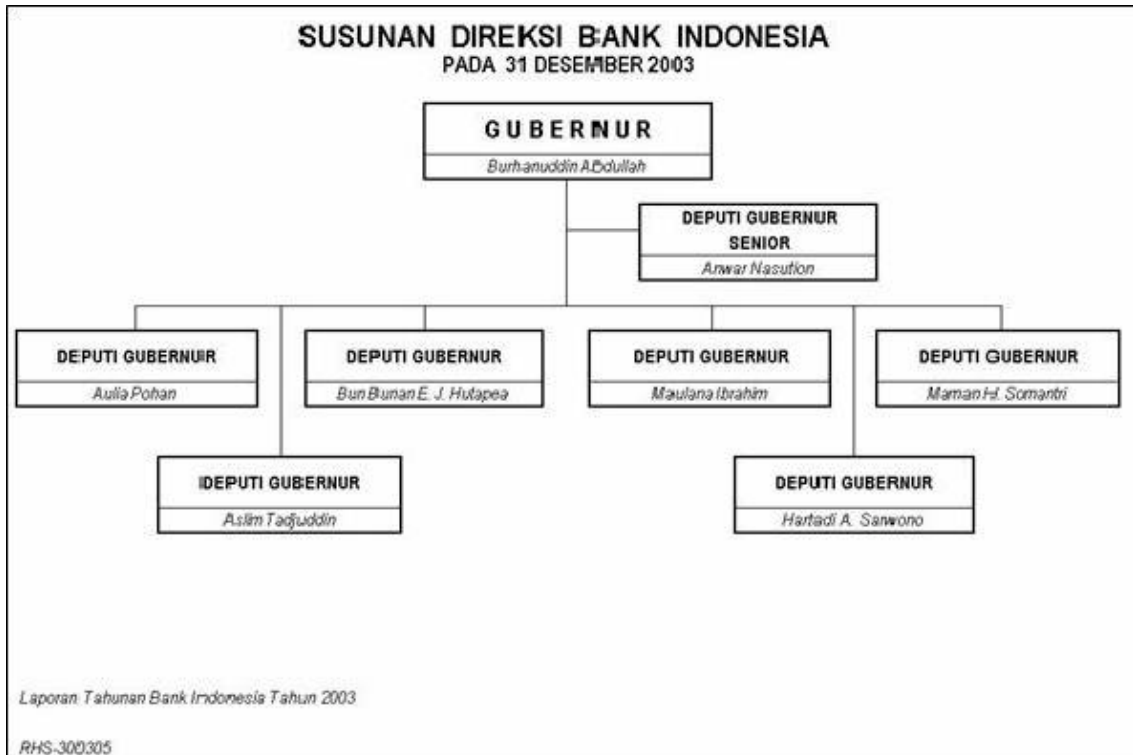 SUSUNAN DIREKSI BANK INDONESIA
PADA 31 DESEMBER 2003
GUBERNUR
Burhanuddin Abdullah
DEPUTI GUBERNUR
SENIOR
Anwar Nasution
DEPUTI GUBERNUR
Aulia Pohan
DEPUTI GUBERNUR
Bun Bunan E. J. Hutapea
DEPUTI GUBERNUR
Maulana Ibrahim
DEPUTI GUBERNUR
Maman H. Somantri
DEPUTI GUBERNUR
Aslim Tadjuddin
DEPUTI GUBERNUR
Hartadi A. Sarwono
Laporan Tahunan Bank Indonesia Tahun 2003
RHS-300305